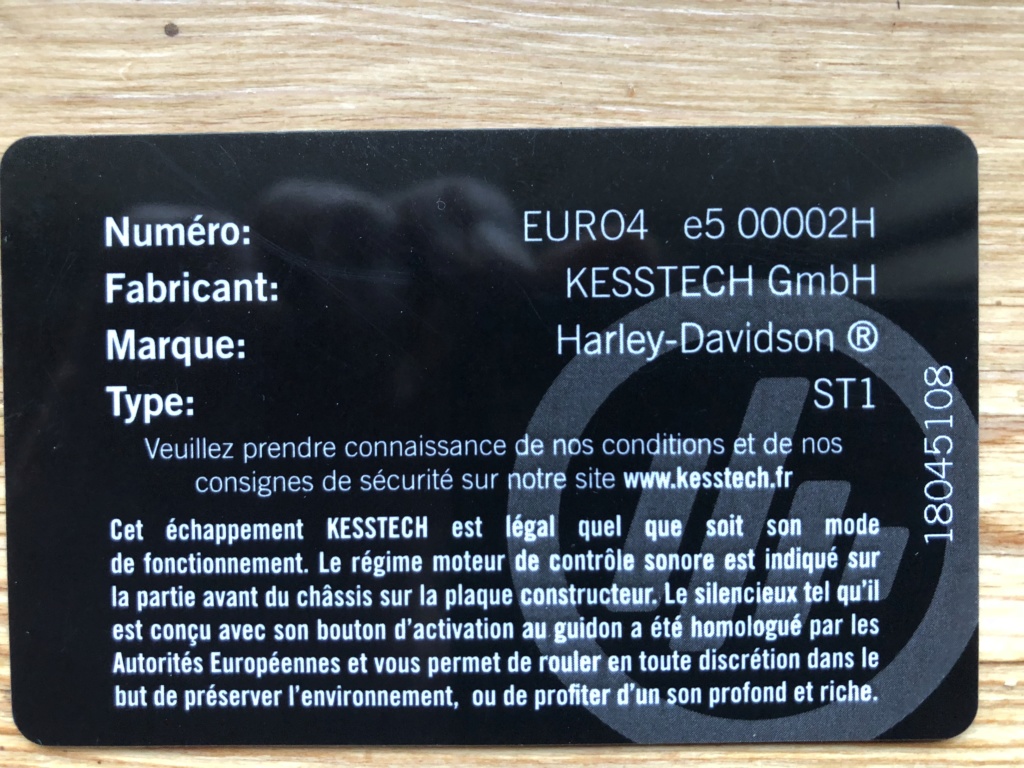 Numéro: EURO4 e5 00002H
Fabricant: KESSTECH GmbH
Marque: Harley-Davidson ®
Type: ST1
Veuillez prendre connaissance de nos conditions et de nos
consignes de sécurité sur notre site www.kesstech.fr
Cet échappement KESSTECH est légal quel que soit son mode
de fonctionnement. Le régime moteur de contrôle sonore est indiqué sur
la partie avant du châssis sur la plaque constructeur. Le silencieux tel qu'il
est conçu avec son bouton d'activation au guidon a été homologué par les
Autorités Européennes et vous permet de rouler en toute discrétion dans le
but de préserver l'environnement, ou de profiter d'un son profond et riche.
18045108